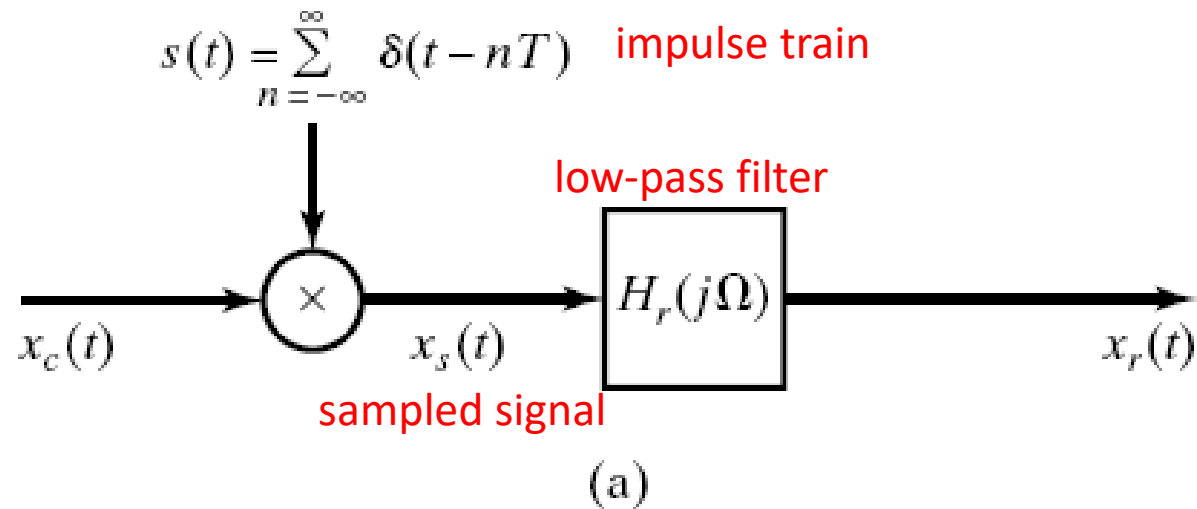 s(t) = ∞∑n=−∞ δ(t − nT) impulse train
low-pass filter
×
H_r(jΩ)
x_c(t) x_s(t) x_r(t)
sampled signal
(a)